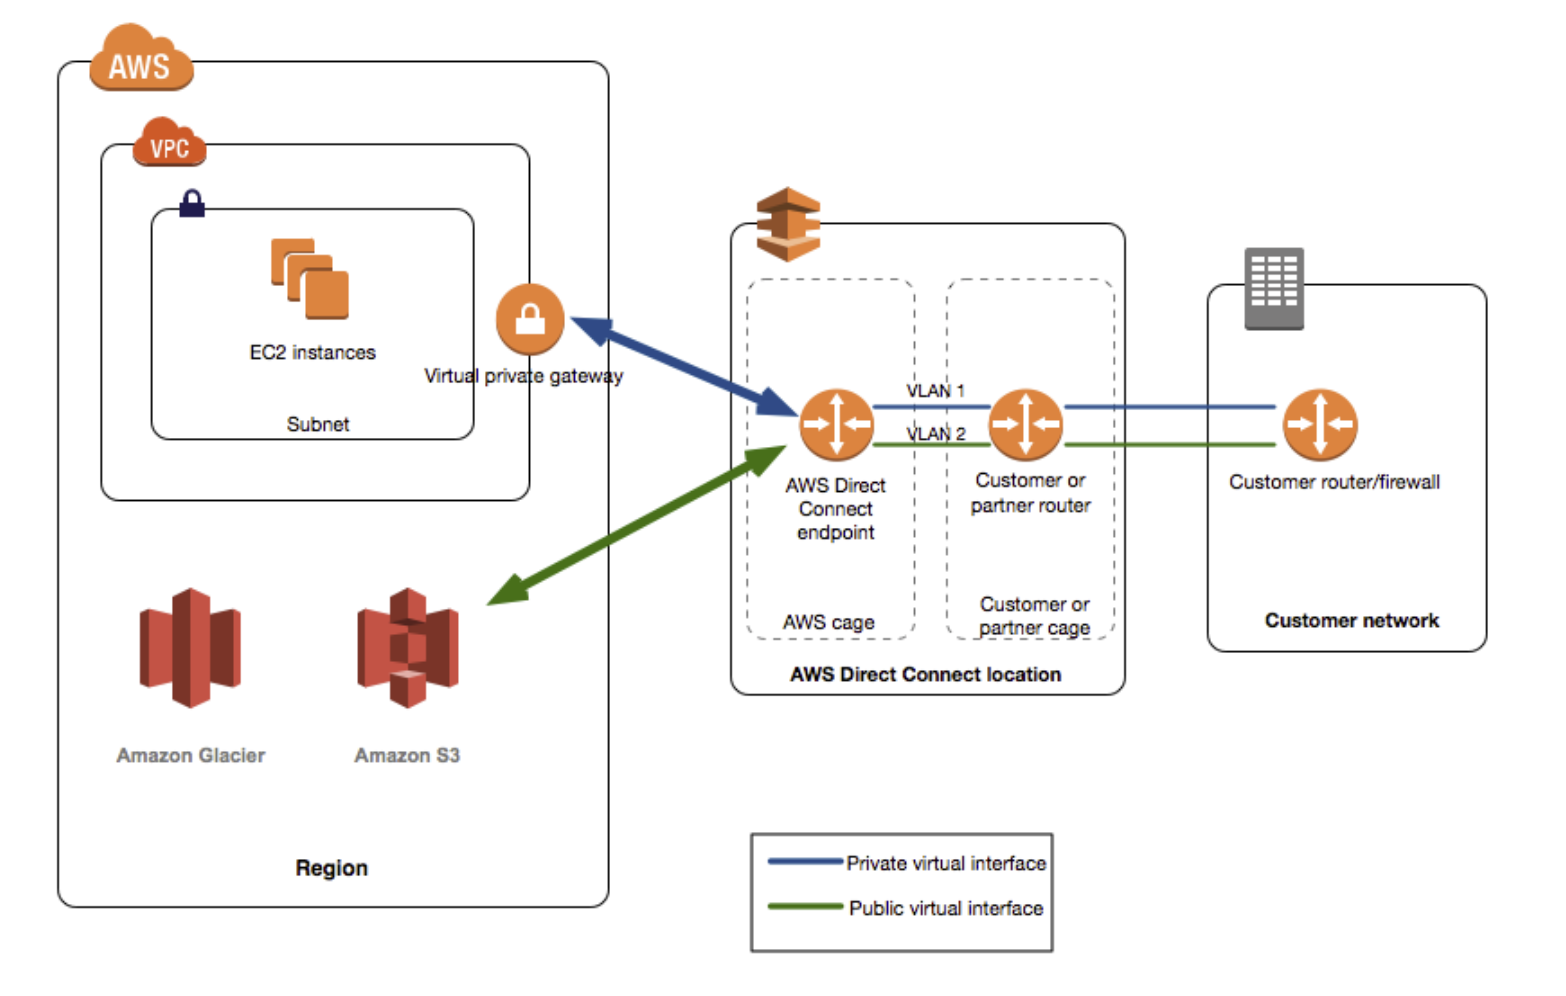 AWS
VPC
EC2 instances
Subnet
Virtual private gateway
Amazon Glacier
Amazon S3
Region
VLAN 1
VLAN 2
AWS Direct
Connect
endpoint
AWS cage
Customer or
partner router
Customer or
partner cage
AWS Direct Connect location
Customer router/firewall
Customer network
Private virtual interface
Public virtual interface